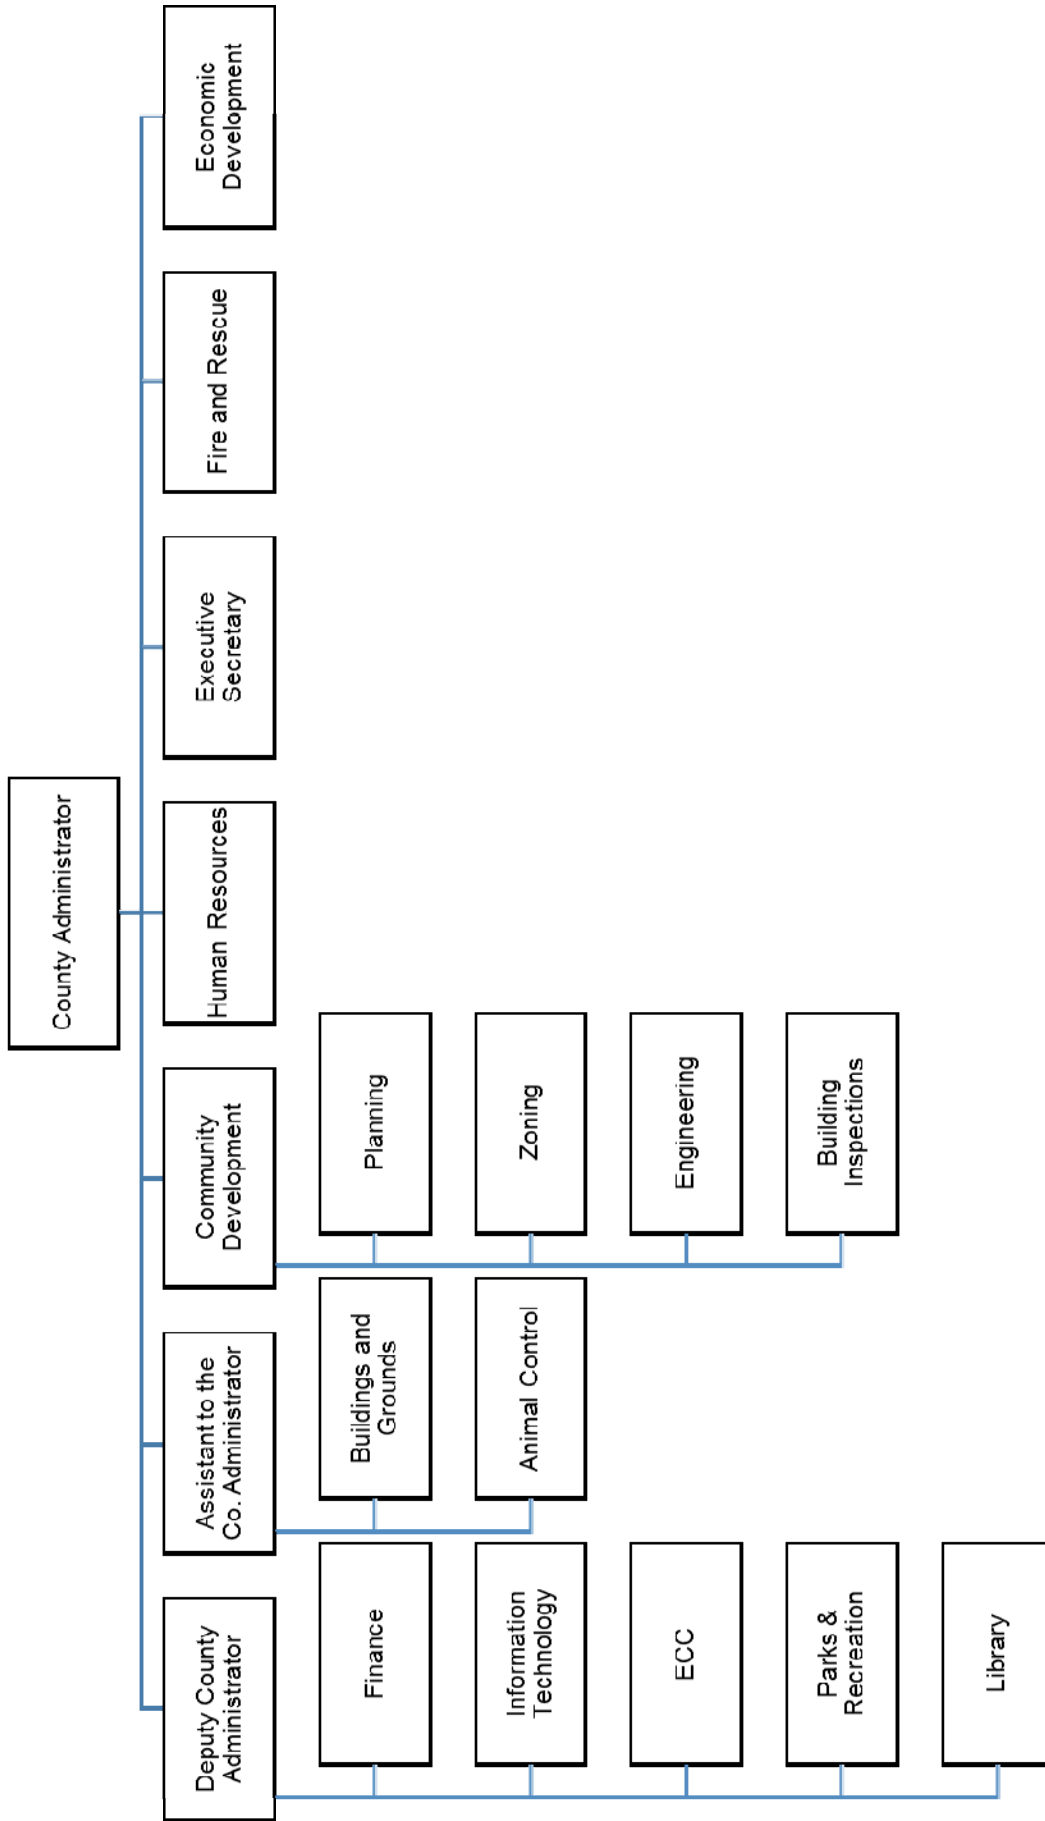 County Administrator
Deputy County
Administrator
Assistant to the
Co. Administrator
Community
Development
Human Resources
Executive
Secretary
Fire and Rescue
Economic
Development
Finance
Information
Technology
ECC
Parks &
Recreation
Library
Buildings and
Grounds
Animal Control
Planning
Zoning
Engineering
Building
Inspections